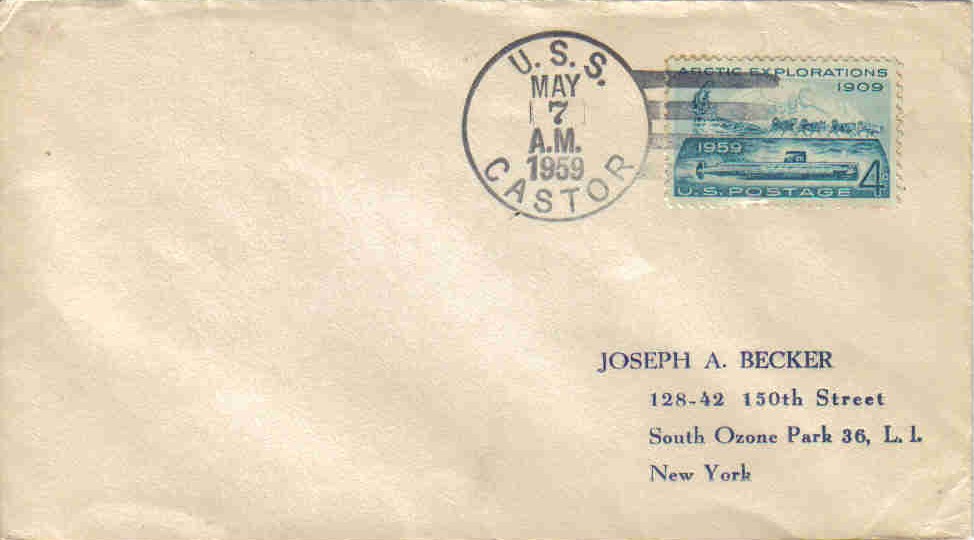 U. S. S.
MAY
7
A.M.
1959
CASTOR
ARCTIC EXPLORATIONS
1909
1959
4¢
U.S. POSTAGE
JOSEPH A. BECKER
128-42 150th Street
South Ozone Park 36, L. I.
New York